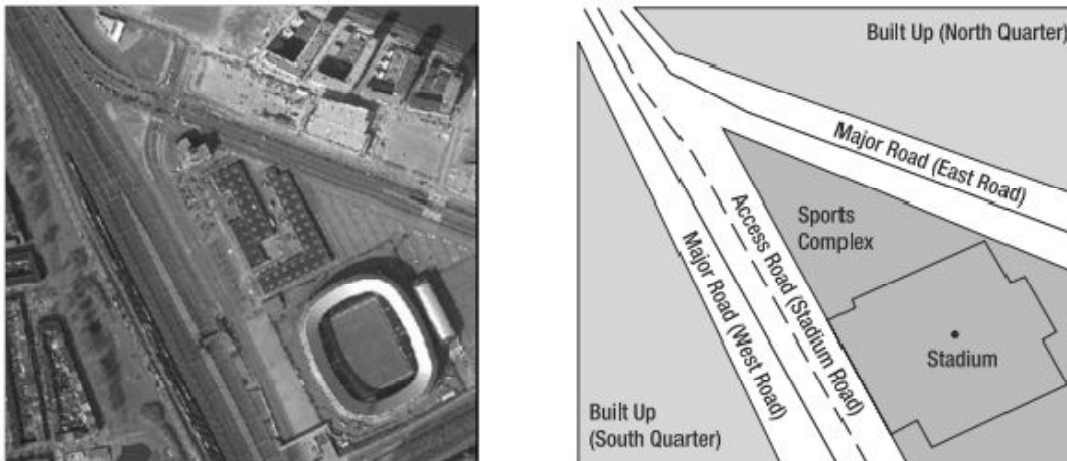 Built Up (North Quarter)
Major Road (East Road)
Sports
Complex
Access Road (Stadium Road)
Major Road (West Road)
Stadium
Built Up
(South Quarter)